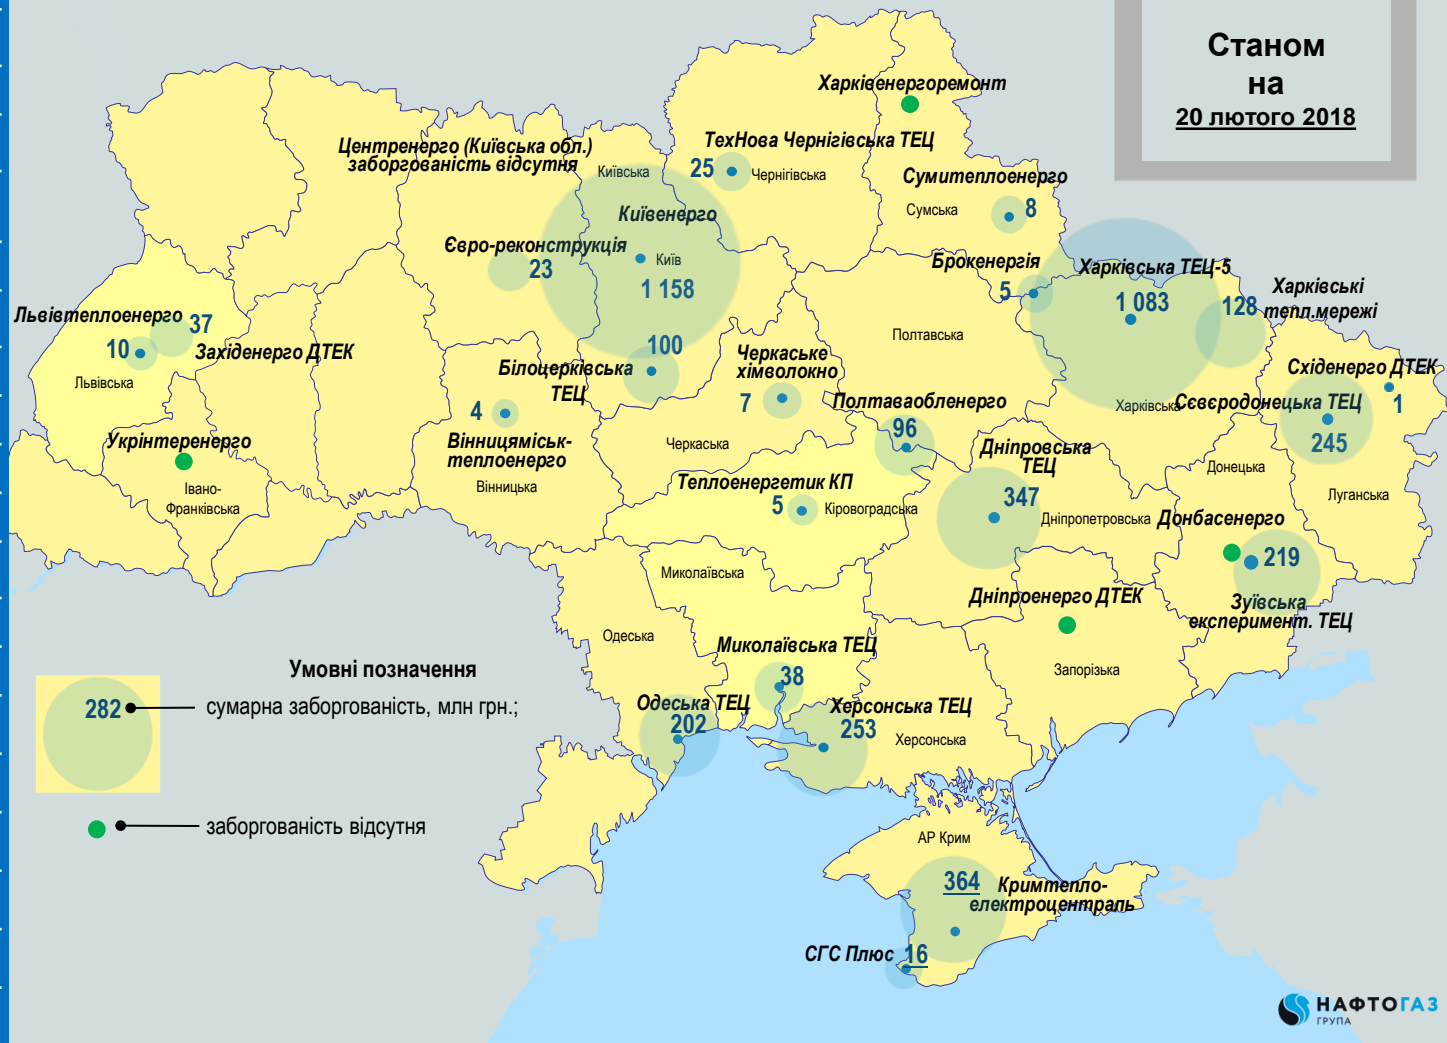 Станом
на
20 лютого 2018
Харківенергоремонт
Центренерго (Київська обл.)
заборгованість відсутня
Київська
ТехНова Чернігівська ТЕЦ
25
Чернігівська
Сумитеплоенерго
Сумська
8
Київенерго
Київ
1 158
Євро-реконструкція
23
Брокенергія
5
Харківська ТЕЦ-5
1 083
128
Харківські
тепл.мережі
Львівтеплоенерго
37
10
Західенерго ДТЕК
Львівська
Полтавська
100
Білоцерківська
ТЕЦ
Черкаське
хімволокно
7
Східенерго ДТЕК
1
Харківська
Сєвєродонецька ТЕЦ
245
4
Вінницяміськ-
теплоенерго
Вінницька
Полтаваобленерго
96
Черкаська
Укрінтеренерго
Івано-
Франківська
Дніпровська
ТЕЦ
347
Дніпропетровська
Донецька
Луганська
Теплоенергетик КП
5
Кіровоградська
Донбасенерго
219
Зуївська
експеримент. ТЕЦ
Миколаївська
Дніпроенерго ДТЕК
Запорізька
Одеська
Миколаївська ТЕЦ
38
Одеська ТЕЦ
202
Херсонська ТЕЦ
253
Херсонська
Умовні позначення
282
сумарна заборгованість, млн грн.;
заборгованість відсутня
АР Крим
364
Кримтепло-
електроцентраль
СГС Плюс
16
НАФТОГАЗ
ГРУПА